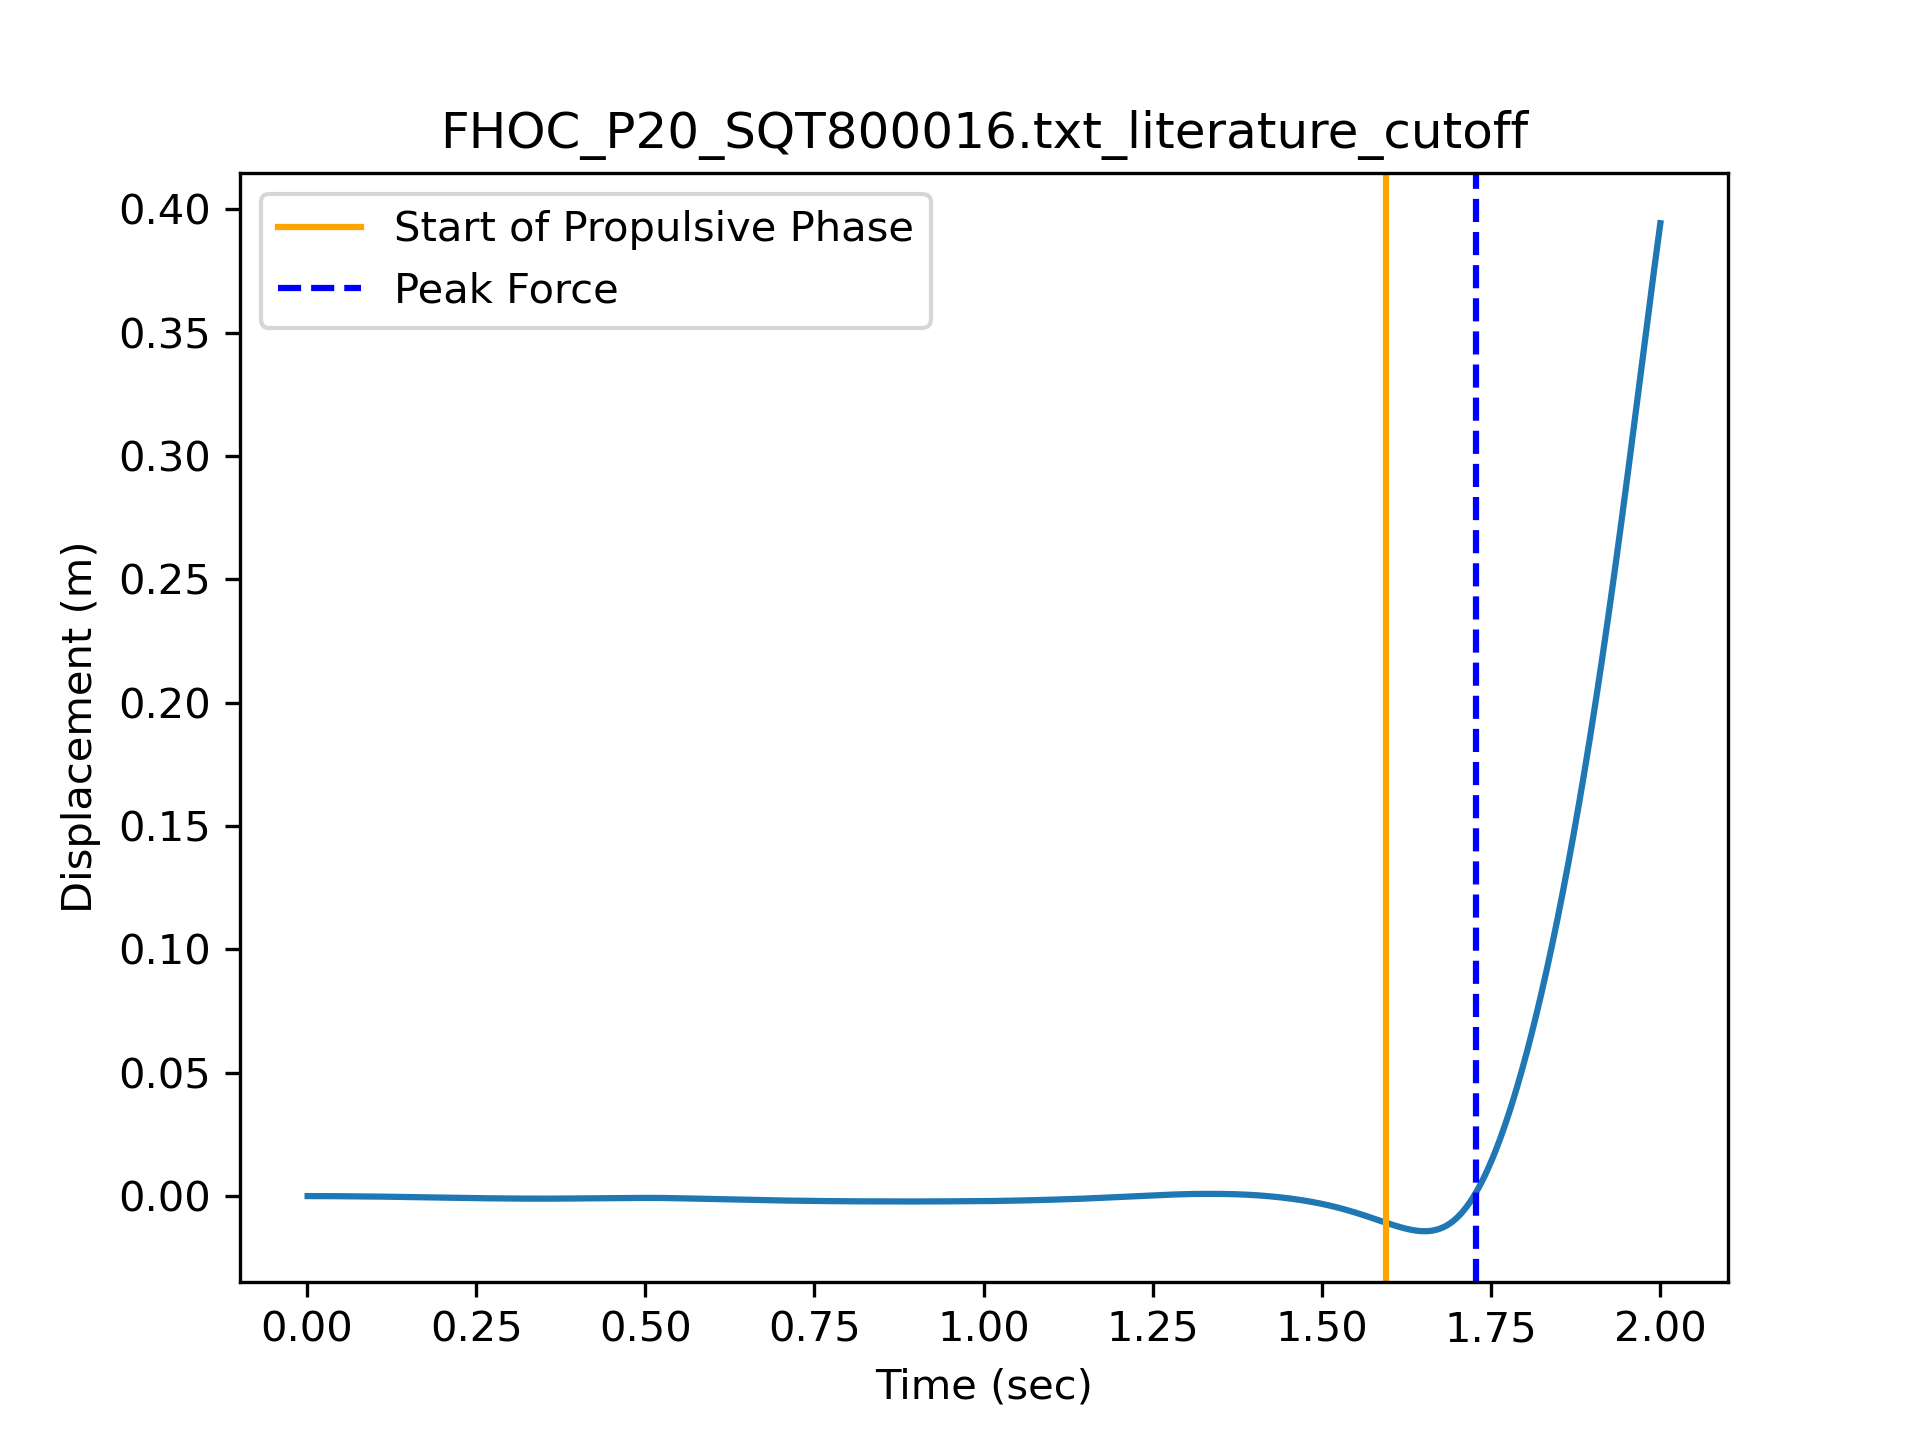 FHOC_P20_SQT800016.txt_literature_cutoff
Start of Propulsive Phase
Peak Force
0.40
0.35
0.30
0.25
0.20
0.15
0.10
0.05
0.00
Displacement (m)
0.00 0.25 0.50 0.75 1.00 1.25 1.50 1.75 2.00
Time (sec)